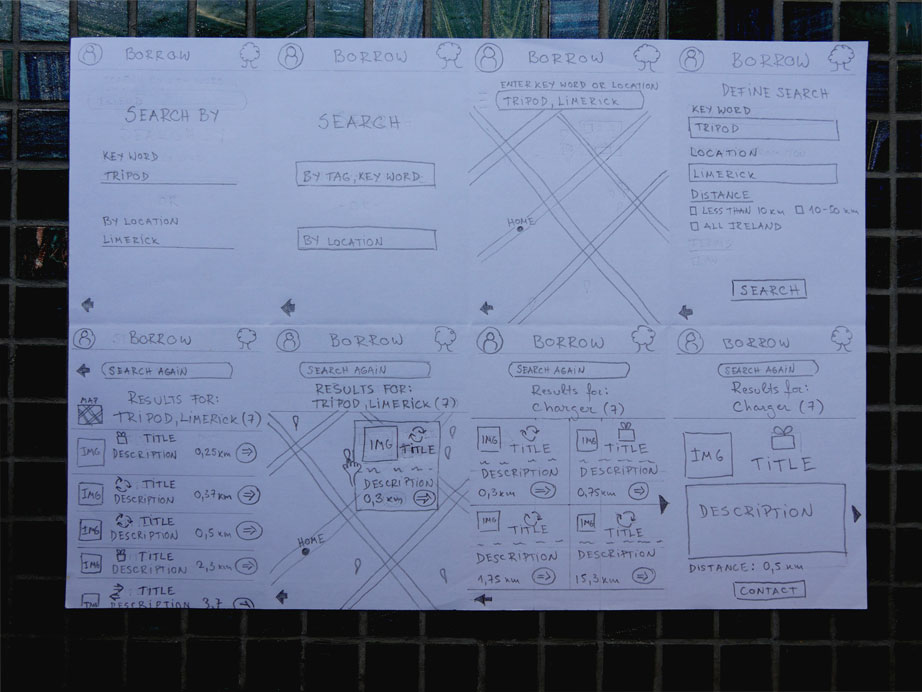 BORROW
SEARCH BY
KEY WORD
TRIPOD
OR
BY LOCATION
LIMERICK
BORROW
SEARCH
BY TAG, KEY WORD
OR
BY LOCATION
BORROW
ENTER KEY WORD OR LOCATION
TRIPOD, LIMERICK
HOME
BORROW
DEFINE SEARCH
KEY WORD
TRIPOD
LOCATION
LIMERICK
DISTANCE
LESS THAN 10 KM 10-50 KM
ALL IRELAND
TERMS
SEARCH
BORROW
SEARCH AGAIN
MAP
RESULTS FOR:
TRIPOD, LIMERICK (7)
IMG TITLE
DESCRIPTION 0,25 KM
IMG TITLE
DESCRIPTION 0,37 KM
IMG TITLE
DESCRIPTION 0,5 KM
IMG TITLE
DESCRIPTION 2,3 KM
IMG TITLE
DESCRIPTION 3,7
BORROW
SEARCH AGAIN
RESULTS FOR:
TRIPOD, LIMERICK (7)
IMG TITLE
DESCRIPTION
0.3 KM
HOME
BORROW
SEARCH AGAIN
Results for:
Charger (7)
IMG TITLE
DESCRIPTION
0,3 KM
IMG TITLE
DESCRIPTION
0,75 KM
IMG TITLE
DESCRIPTION
1,75 KM
IMG TITLE
DESCRIPTION
15,3 KM
BORROW
SEARCH AGAIN
Results for:
Charger (7)
IMG TITLE
DESCRIPTION
DISTANCE: 0,5 KM
CONTACT